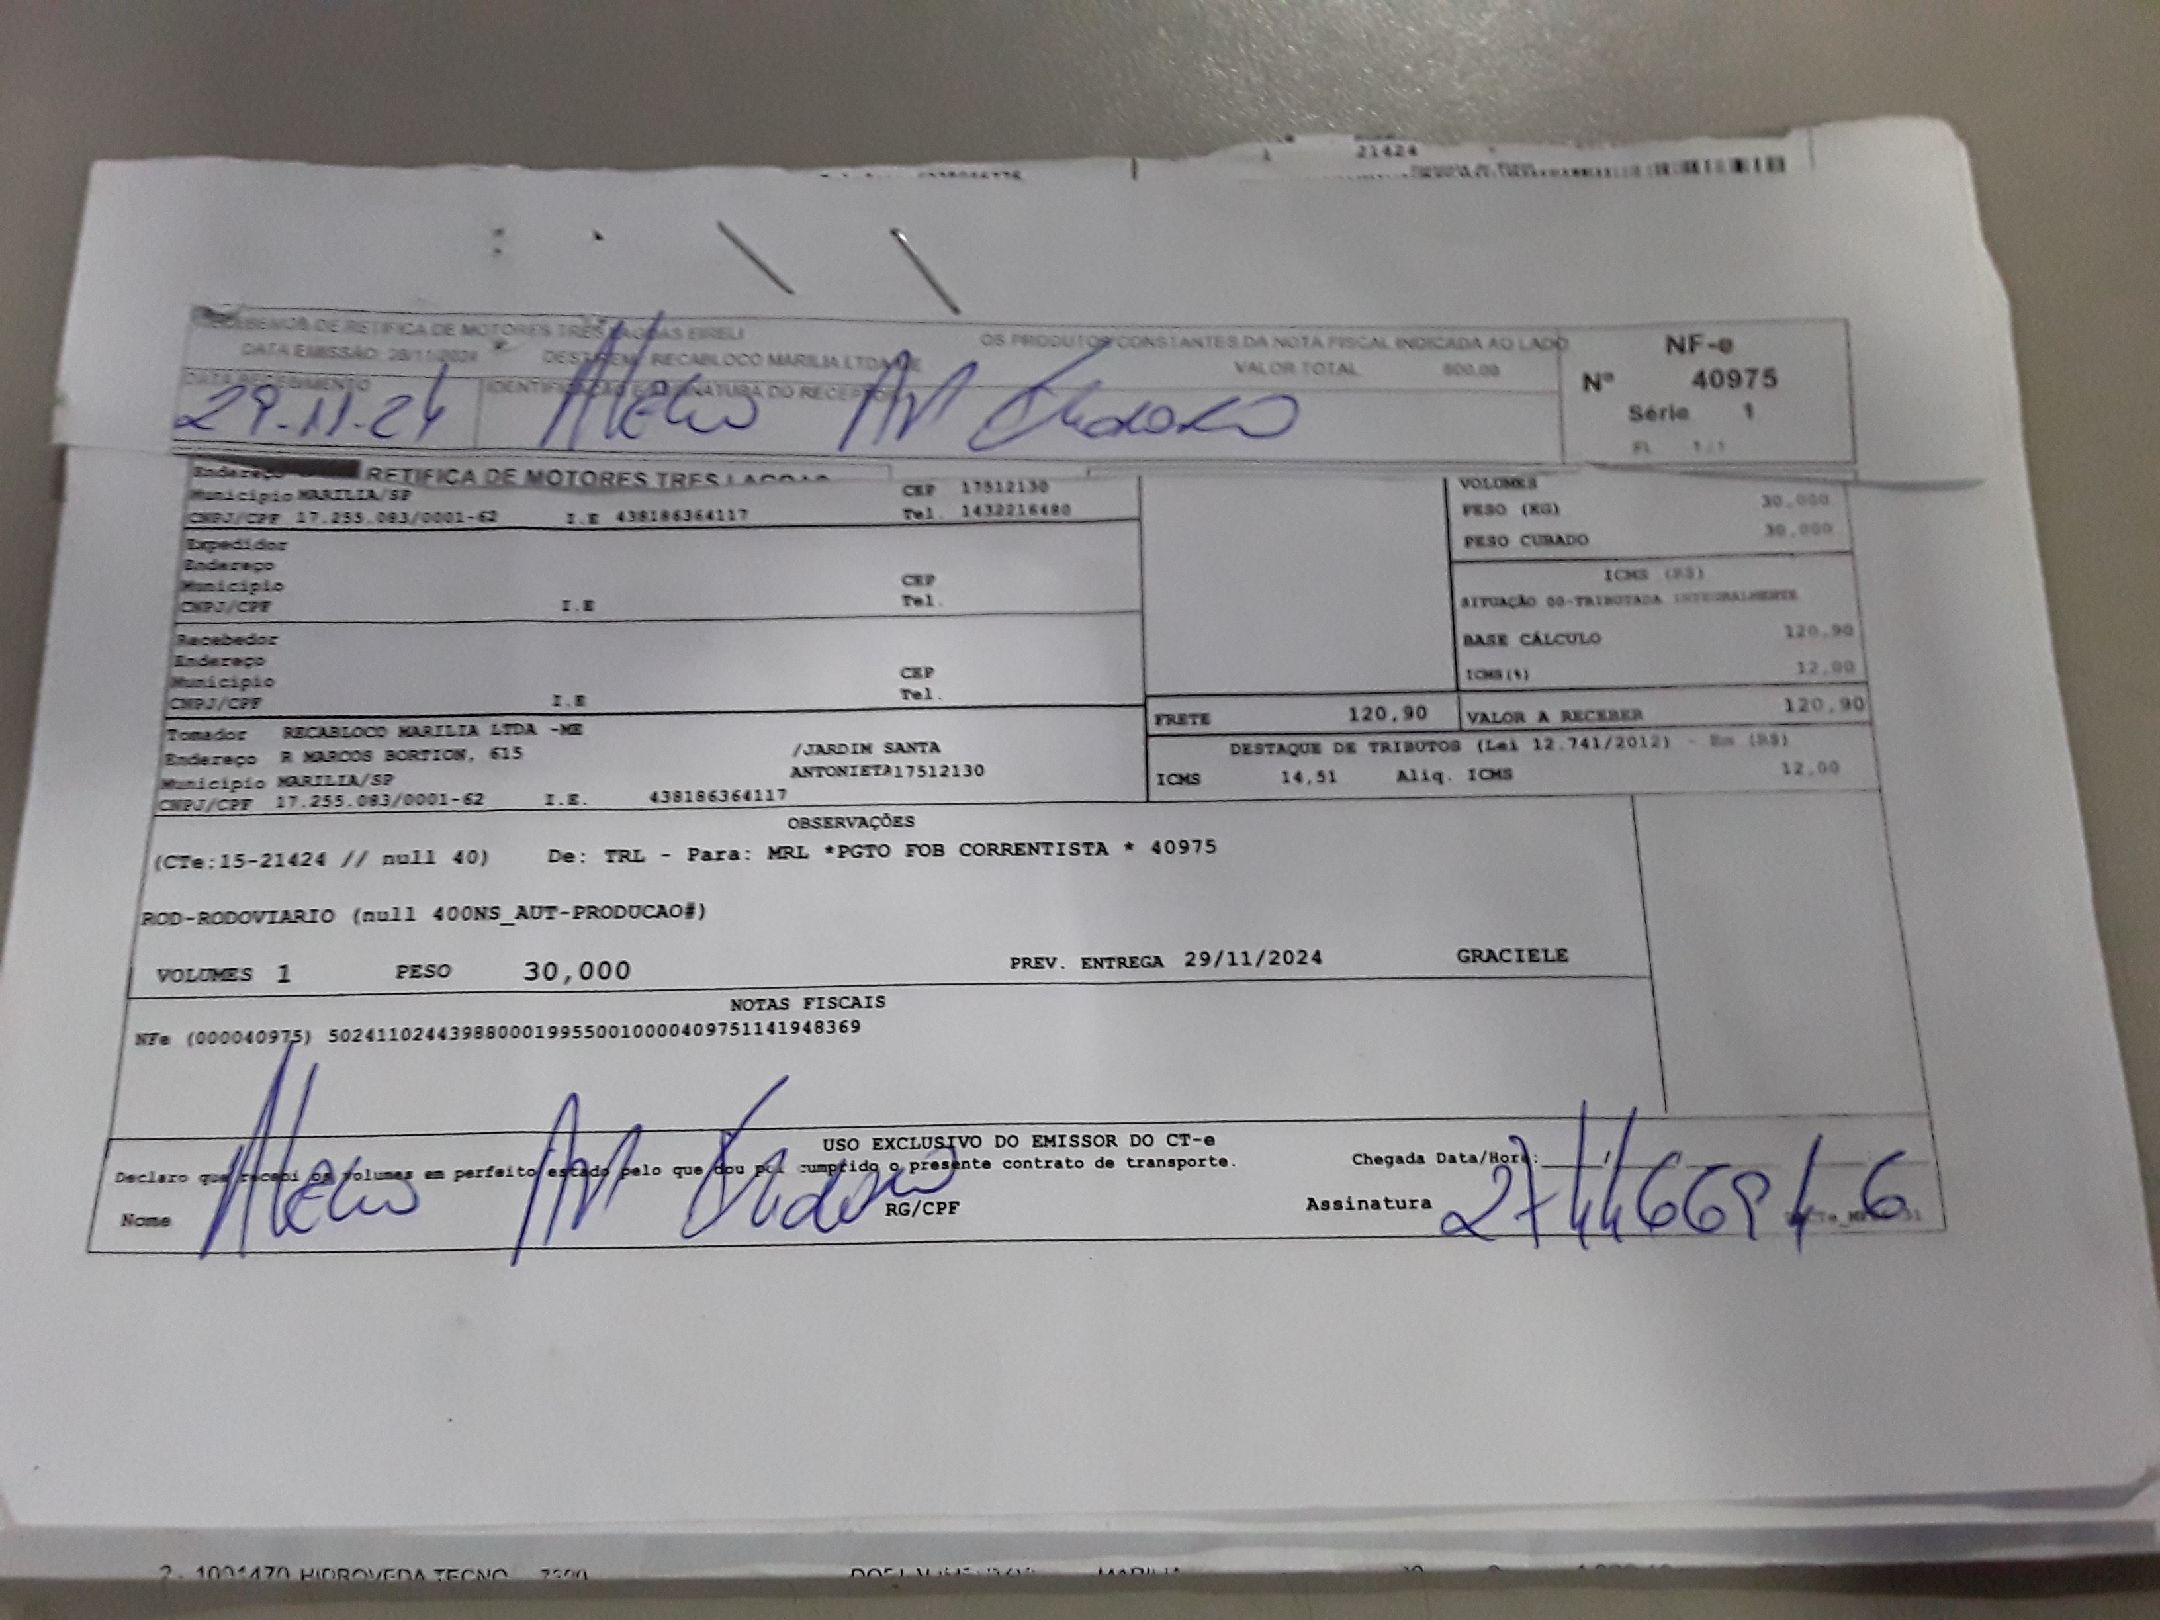 21424
RECEBEMOS DE RETIFICA DE MOTORES TRES LAGOAS EIRELI OS PRODUTOS CONSTANTES DA NOTA FISCAL INDICADA AO LADO
DATA EMISSÃO: 28/11/2024 DEST/REM: RECABLOCO MARILIA LTDA VALOR TOTAL 800.00
NF-e
Nº 40975
Série 1
FL 1/1
DATA RECEBIMENTO IDENTIFICAÇÃO E ASSINATURA DO RECEPTOR
29.11.24
Endereço RETIFICA DE MOTORES TRES LAGOAS
Municipio MARILIA/SP CEP 17512130
CNPJ/CPF 17.255.083/0001-62 I.E 438186364117 Tel. 1432216480
VOLUMES
PESO (KG) 30,000
PESO CUBADO 30,000
Expedidor
Endereço
Municipio CEP
CNPJ/CPF I.E Tel.
ICMS (R$)
SITUAÇÃO 00-TRIBUTADA INTEGRALMENTE
BASE CÁLCULO 120,90
ICMS(%) 12,00
Recebedor
Endereço
Municipio CEP
CNPJ/CPF I.E Tel.
FRETE 120,90 VALOR A RECEBER 120,90
Tomador RECABLOCO MARILIA LTDA -ME
Endereço R MARCOS BORTION, 615 /JARDIM SANTA
Municipio MARILIA/SP ANTONIETA17512130
CNPJ/CPF 17.255.083/0001-62 I.E. 438186364117
DESTAQUE DE TRIBUTOS (Lei 12.741/2012) - Em (R$)
ICMS 14,51 Aliq. ICMS 12,00
OBSERVAÇÕES
(CTe:15-21424 // null 40) De: TRL - Para: MRL *PGTO FOB CORRENTISTA * 40975
ROD-RODOVIARIO (null 400NS_AUT-PRODUCAO#)
VOLUMES 1 PESO 30,000 PREV. ENTREGA 29/11/2024 GRACIELE
NOTAS FISCAIS
NFe (000040975) 50241102443988000199550010000409751141948369
USO EXCLUSIVO DO EMISSOR DO CT-e
Declaro que recebi os volumes em perfeito estado pelo que dou por cumprido o presente contrato de transporte. Chegada Data/Hora: / 
Nome RG/CPF Assinatura
2. 1001470 HIDROVEDA TECNO